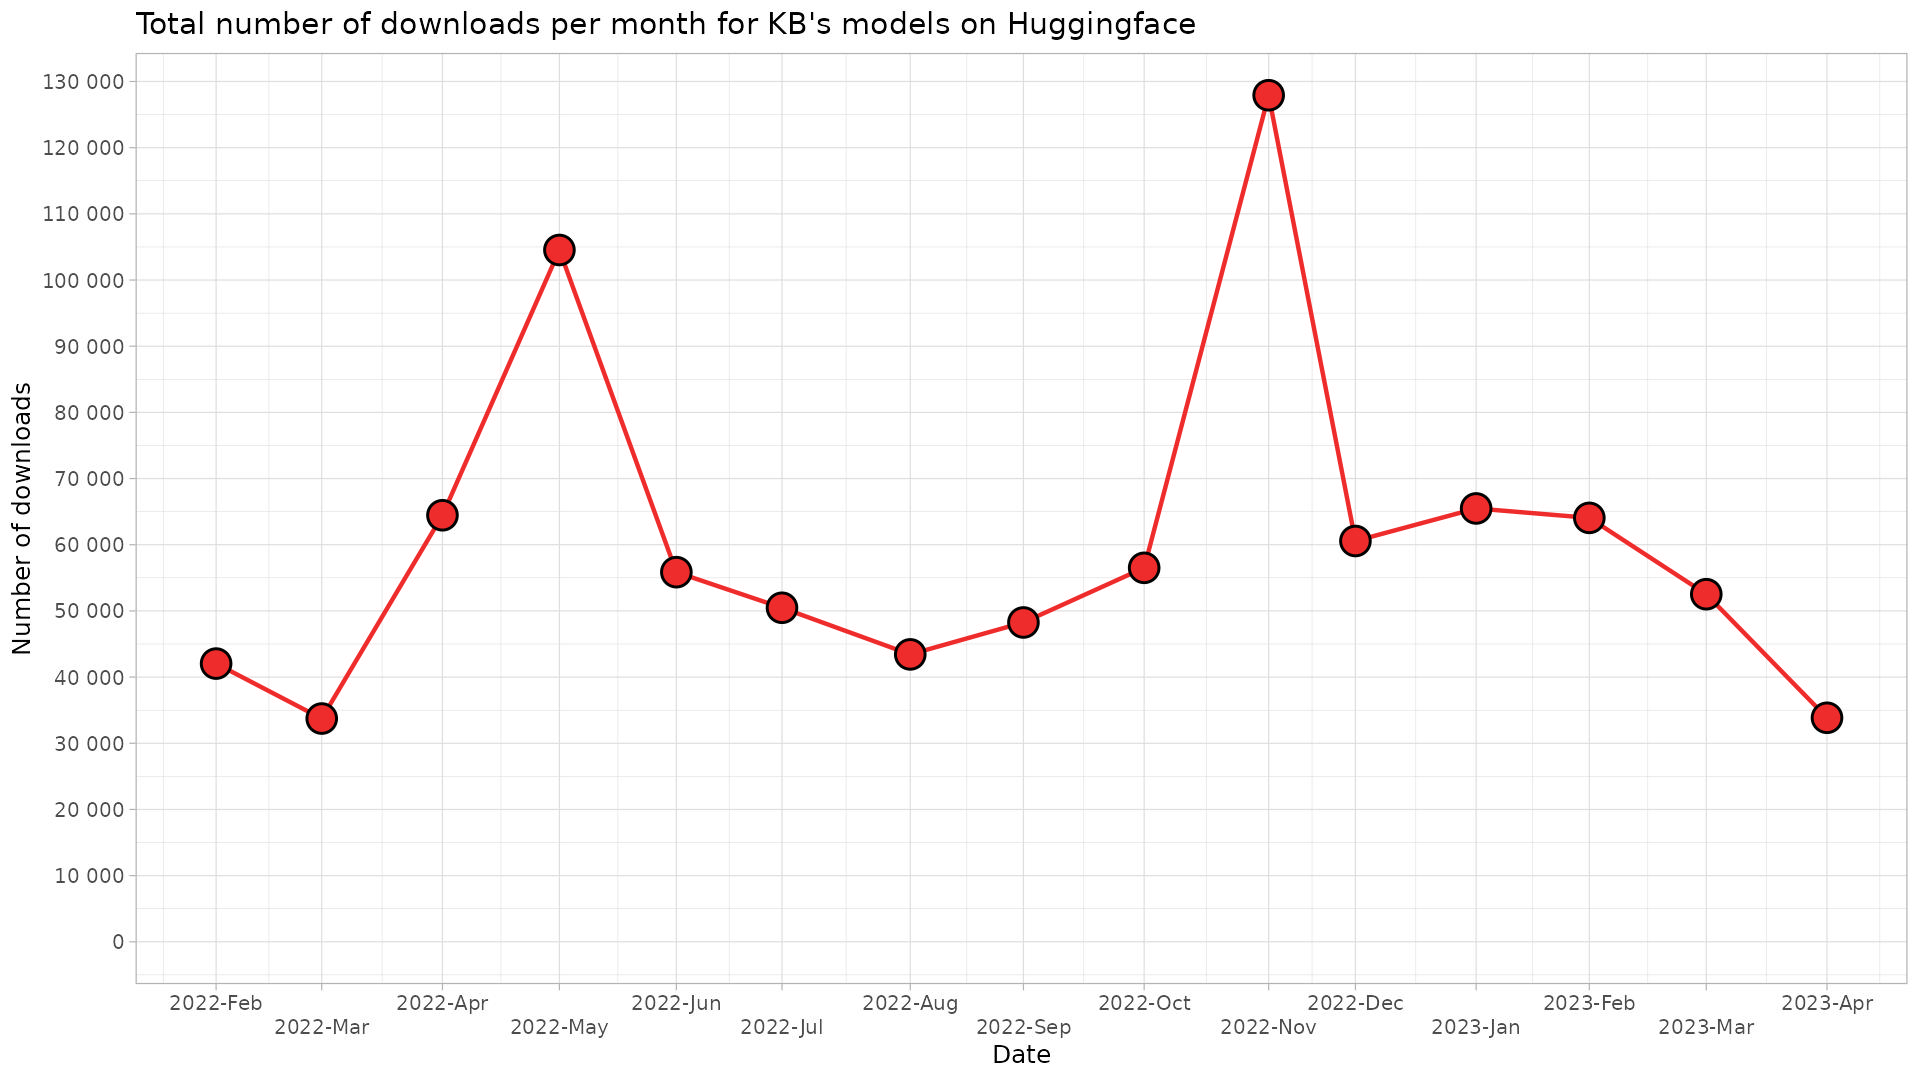 Total number of downloads per month for KB's models on Huggingface
Number of downloads
130 000
120 000
110 000
100 000
90 000
80 000
70 000
60 000
50 000
40 000
30 000
20 000
10 000
0
2022-Feb
2022-Mar
2022-Apr
2022-May
2022-Jun
2022-Jul
2022-Aug
2022-Sep
2022-Oct
2022-Nov
2022-Dec
2023-Jan
2023-Feb
2023-Mar
2023-Apr
Date